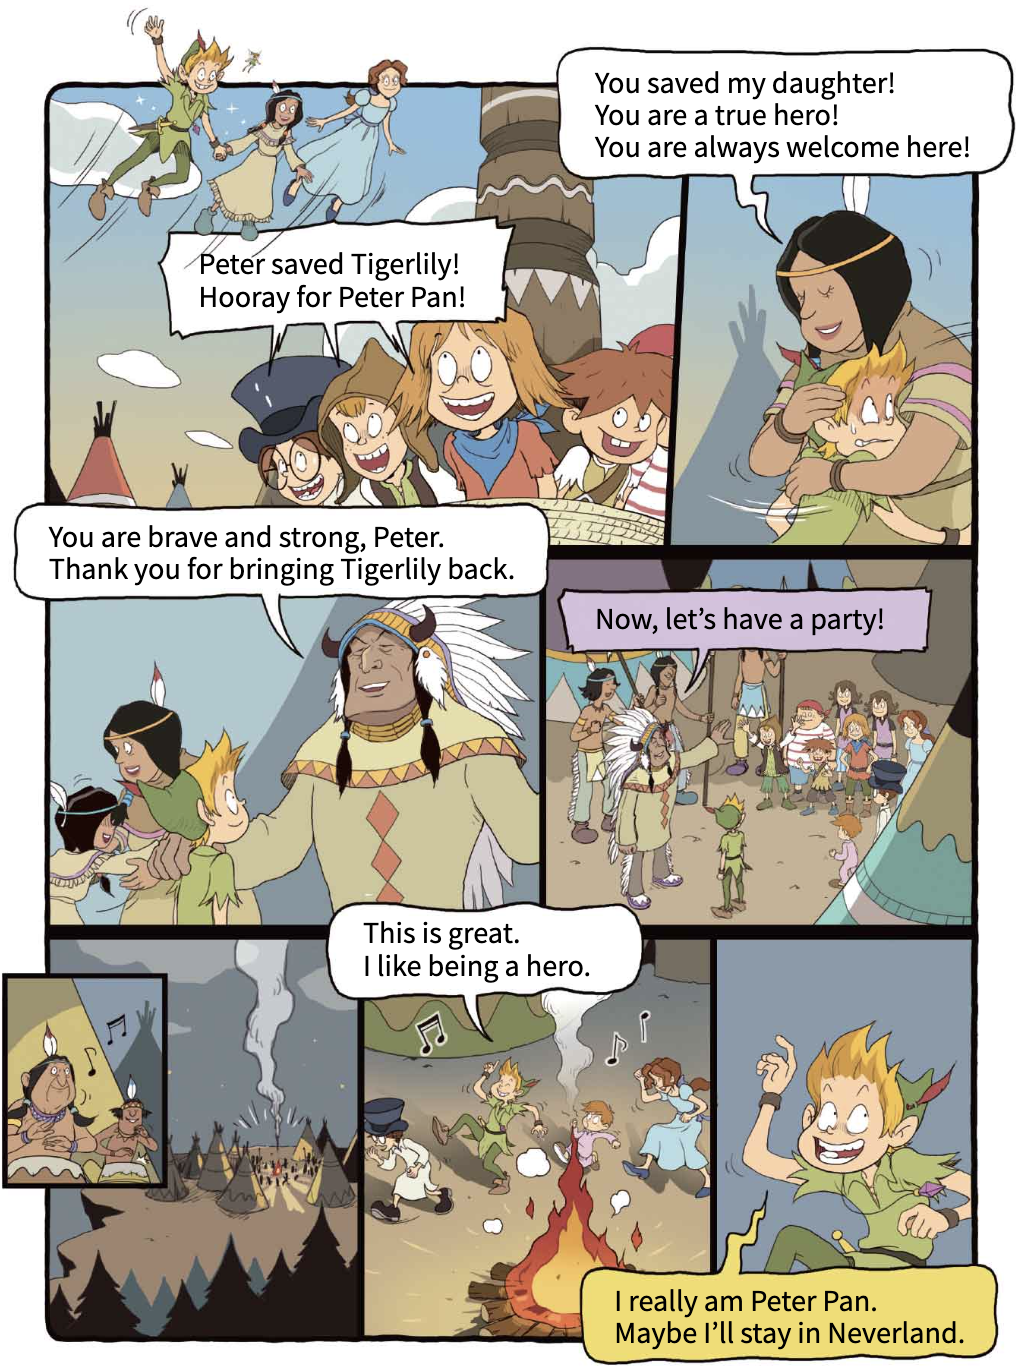 You saved my daughter!
You are a true hero!
You are always welcome here!
Peter saved Tigerlily!
Hooray for Peter Pan!
You are brave and strong, Peter.
Thank you for bringing Tigerlily back.
Now, let's have a party!
This is great.
I like being a hero.
I really am Peter Pan.
Maybe I'll stay in Neverland.